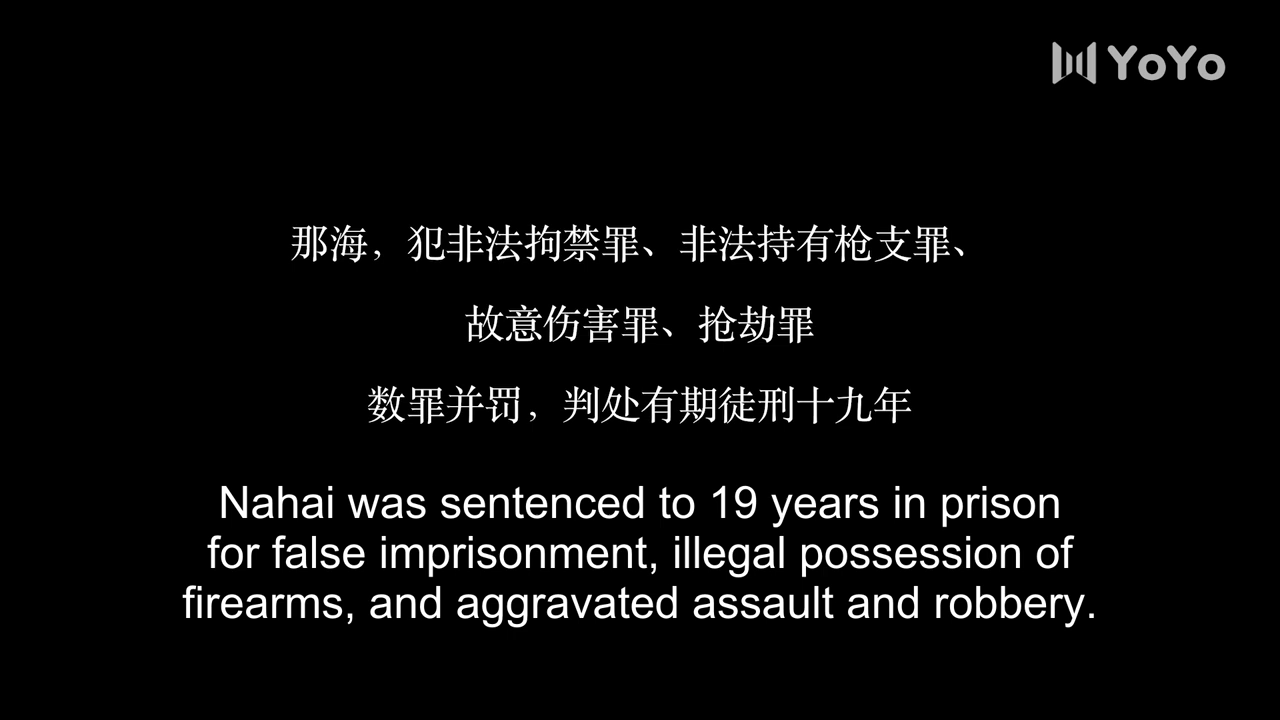 YoYo
那海，犯非法拘禁罪、非法持有枪支罪、
故意伤害罪、抢劫罪
数罪并罚，判处有期徒刑十九年
Nahai was sentenced to 19 years in prison
for false imprisonment, illegal possession of
firearms, and aggravated assault and robbery.